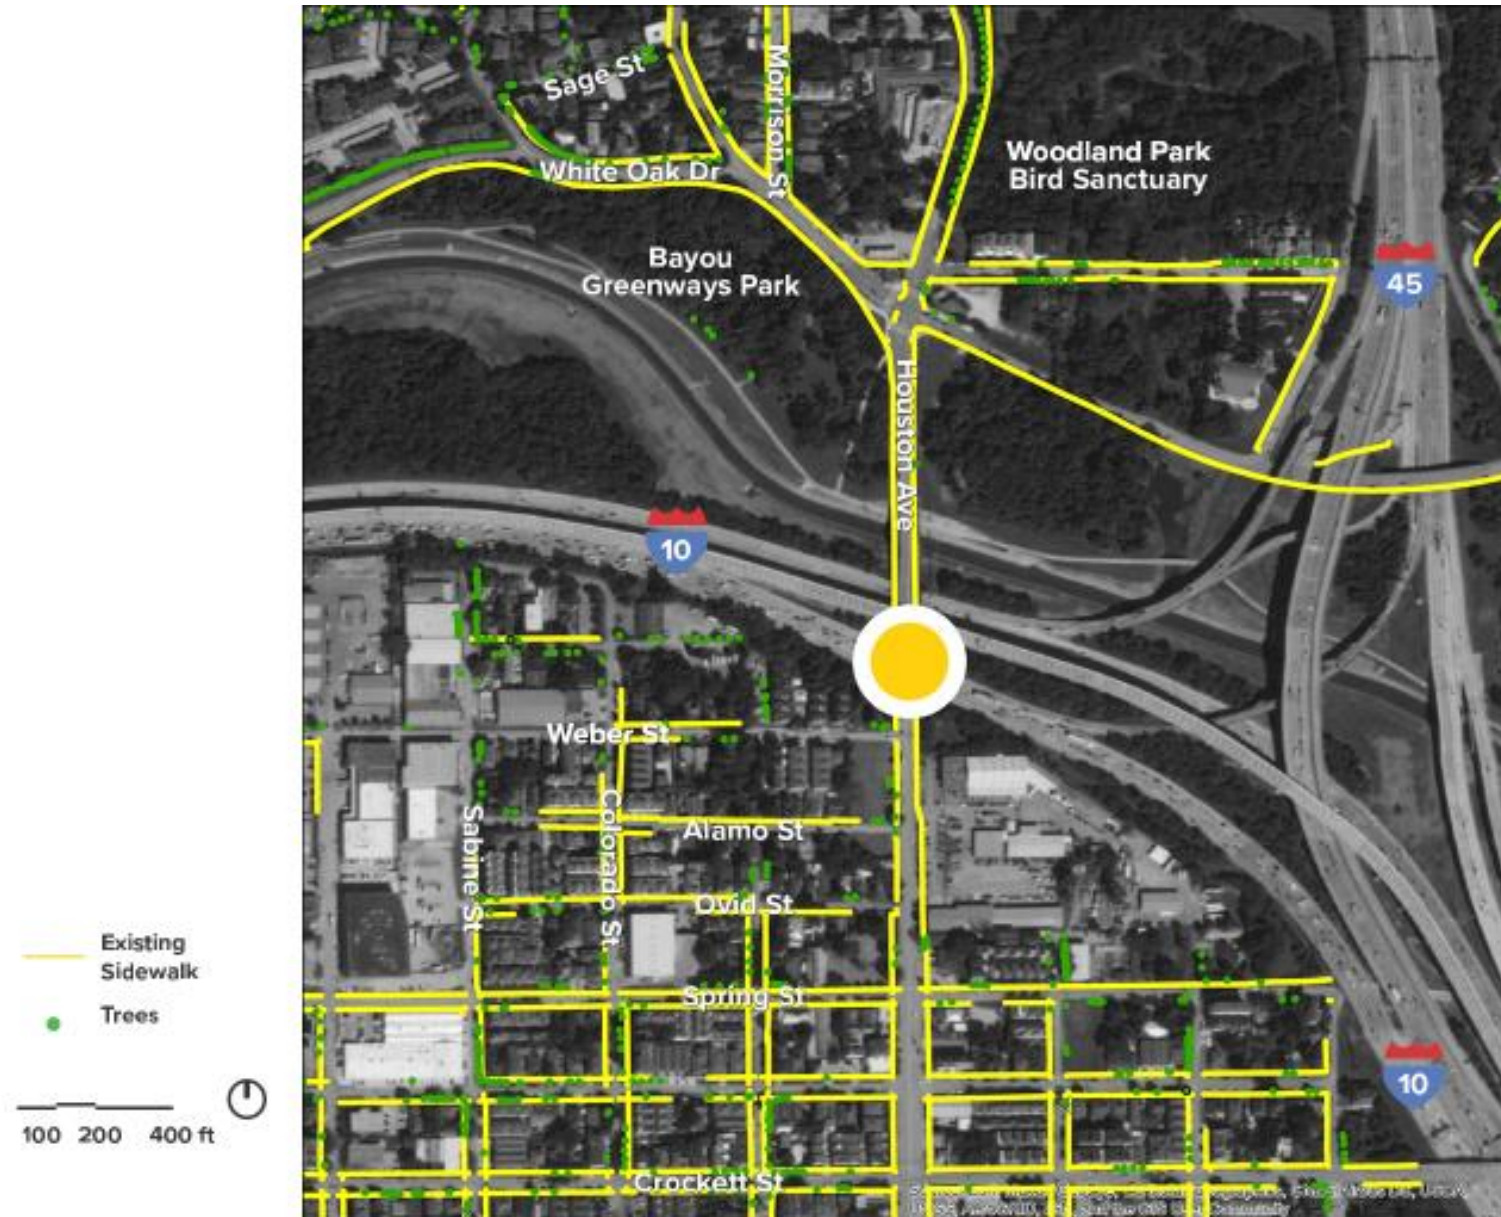 Sage St
Morrison St
White Oak Dr
Woodland Park
Bird Sanctuary
Bayou
Greenways Park
45
Houston Ave
10
Weber St
Sabine St
Colorado St
Alamo St
Ovid St
Spring St
10
Crockett St
Existing
Sidewalk
Trees
100 200 400 ft
User Community